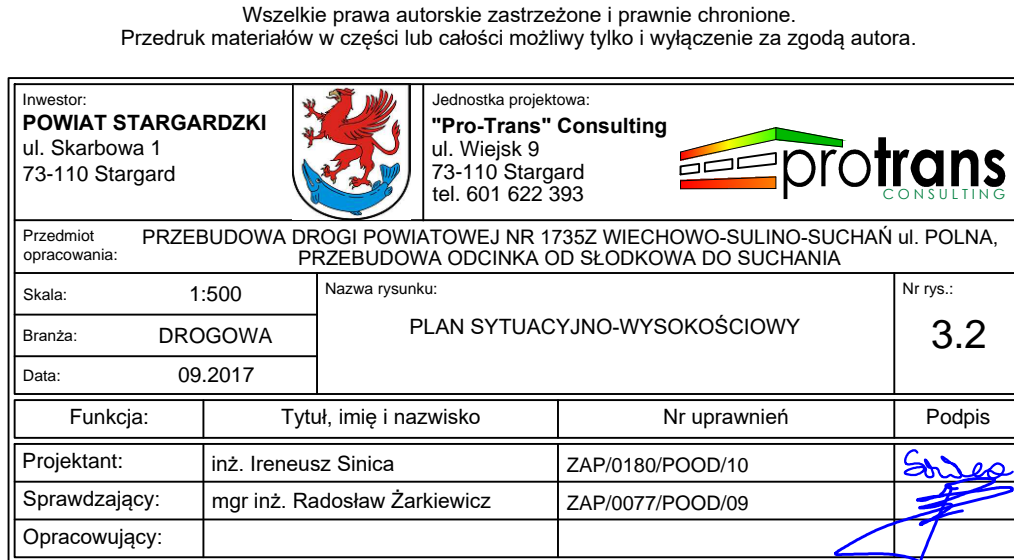 Wszelkie prawa autorskie zastrzeżone i prawnie chronione.
Przedruk materiałów w części lub całości możliwy tylko i wyłączenie za zgodą autora.
Inwestor:
POWIAT STARGARDZKI
ul. Skarbowa 1
73-110 Stargard
Jednostka projektowa:
"Pro-Trans" Consulting
ul. Wiejsk 9
73-110 Stargard
tel. 601 622 393
protrans
CONSULTING
Przedmiot opracowania:
PRZEBUDOWA DROGI POWIATOWEJ NR 1735Z WIECHOWO-SULINO-SUCHAŃ ul. POLNA,
PRZEBUDOWA ODCINKA OD SŁODKOWA DO SUCHANIA
Skala: 1:500
Branża: DROGOWA
Data: 09.2017
Nazwa rysunku:
PLAN SYTUACYJNO-WYSOKOŚCIOWY
Nr rys.:
3.2
Funkcja: Tytuł, imię i nazwisko Nr uprawnień Podpis
Projektant: inż. Ireneusz Sinica ZAP/0180/POOD/10
Sprawdzający: mgr inż. Radosław Żarkiewicz ZAP/0077/POOD/09
Opracowujący: